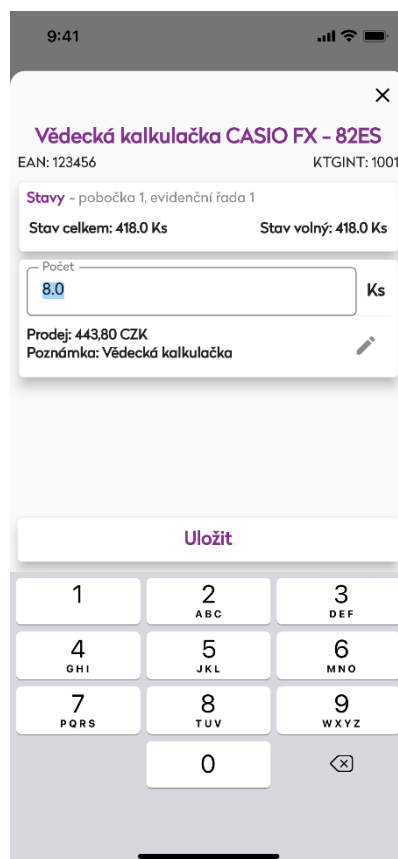 9:41
Vědecká kalkulačka CASIO FX - 82ES
EAN: 123456 KTGINT: 1001
Stavy - pobočka 1, evidenční řada 1
Stav celkem: 418.0 Ks Stav volný: 418.0 Ks
Počet
8.0 Ks
Prodej: 443,80 CZK
Poznámka: Vědecká kalkulačka
Uložit
1 2 3
ABC DEF
4 5 6
GHI JKL MNO
7 8 9
PQRS TUV WXYZ
0